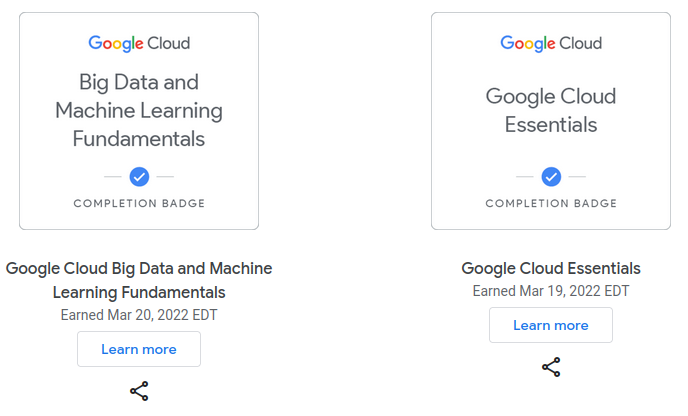 Google Cloud
Big Data and
Machine Learning
Fundamentals
COMPLETION BADGE
Google Cloud Big Data and Machine
Learning Fundamentals
Earned Mar 20, 2022 EDT
Learn more
Google Cloud
Google Cloud
Essentials
COMPLETION BADGE
Google Cloud Essentials
Earned Mar 19, 2022 EDT
Learn more